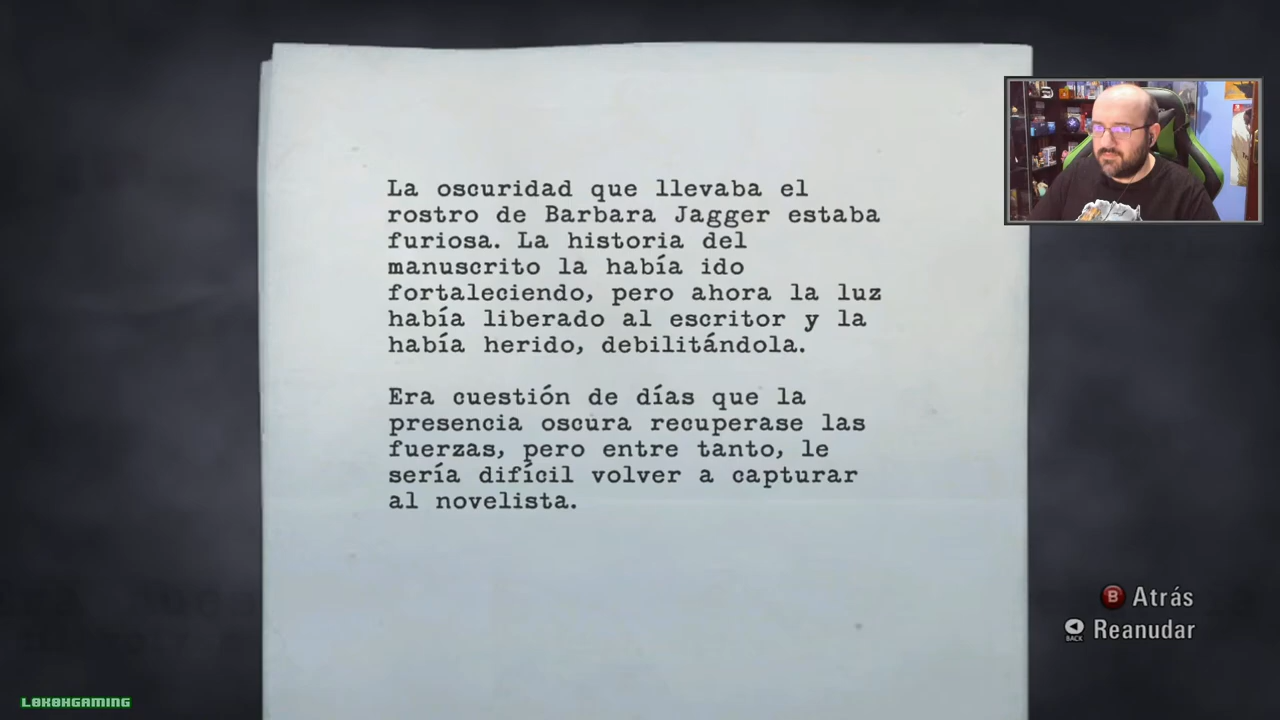 La oscuridad que llevaba el
rostro de Barbara Jagger estaba
furiosa. La historia del
manuscrito la había ido
fortaleciendo, pero ahora la luz
había liberado al escritor y la
había herido, debilitándola.
Era cuestión de días que la
presencia oscura recuperase las
fuerzas, pero entre tanto, le
sería difícil volver a capturar
al novelista.
B Atrás
BACK Reanudar
L0K0XGAMING